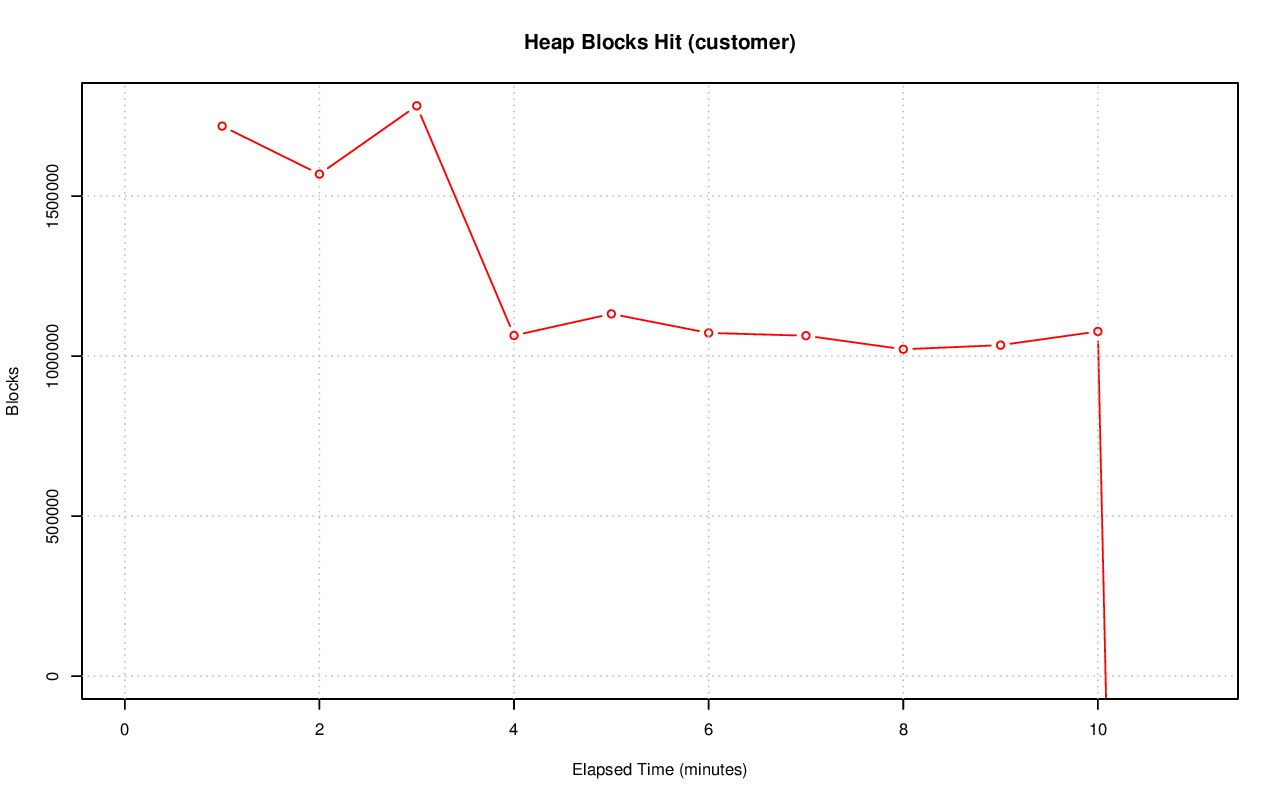 Heap Blocks Hit (customer)
Blocks
1500000
1000000
500000
0
0 2 4 6 8 10
Elapsed Time (minutes)